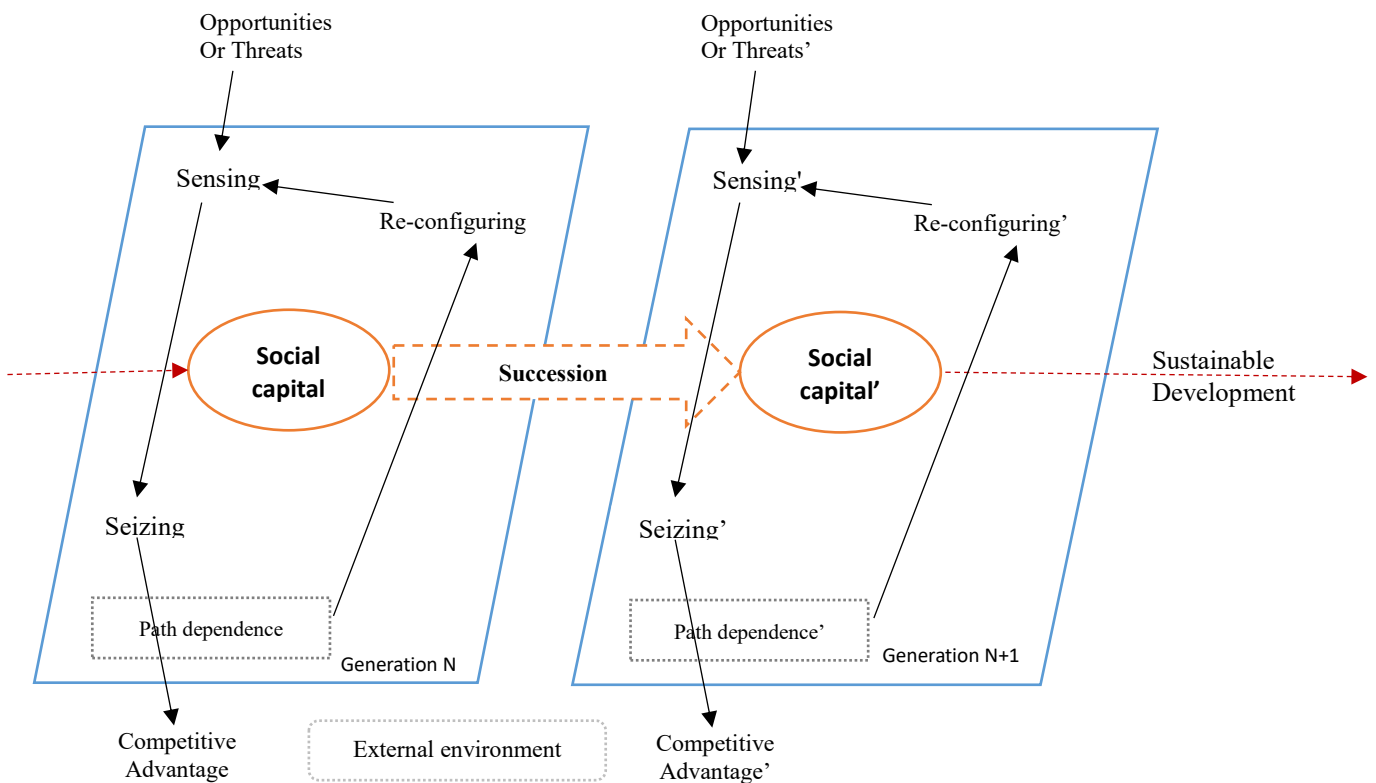 Opportunities
Or Threats
Opportunities
Or Threats’
Sensing
Re-configuring
Sensing'
Re-configuring’
Social
capital
Succession
Social
capital’
Sustainable
Development
Seizing
Seizing’
Path dependence
Generation N
Path dependence’
Generation N+1
Competitive
Advantage
External environment
Competitive
Advantage’